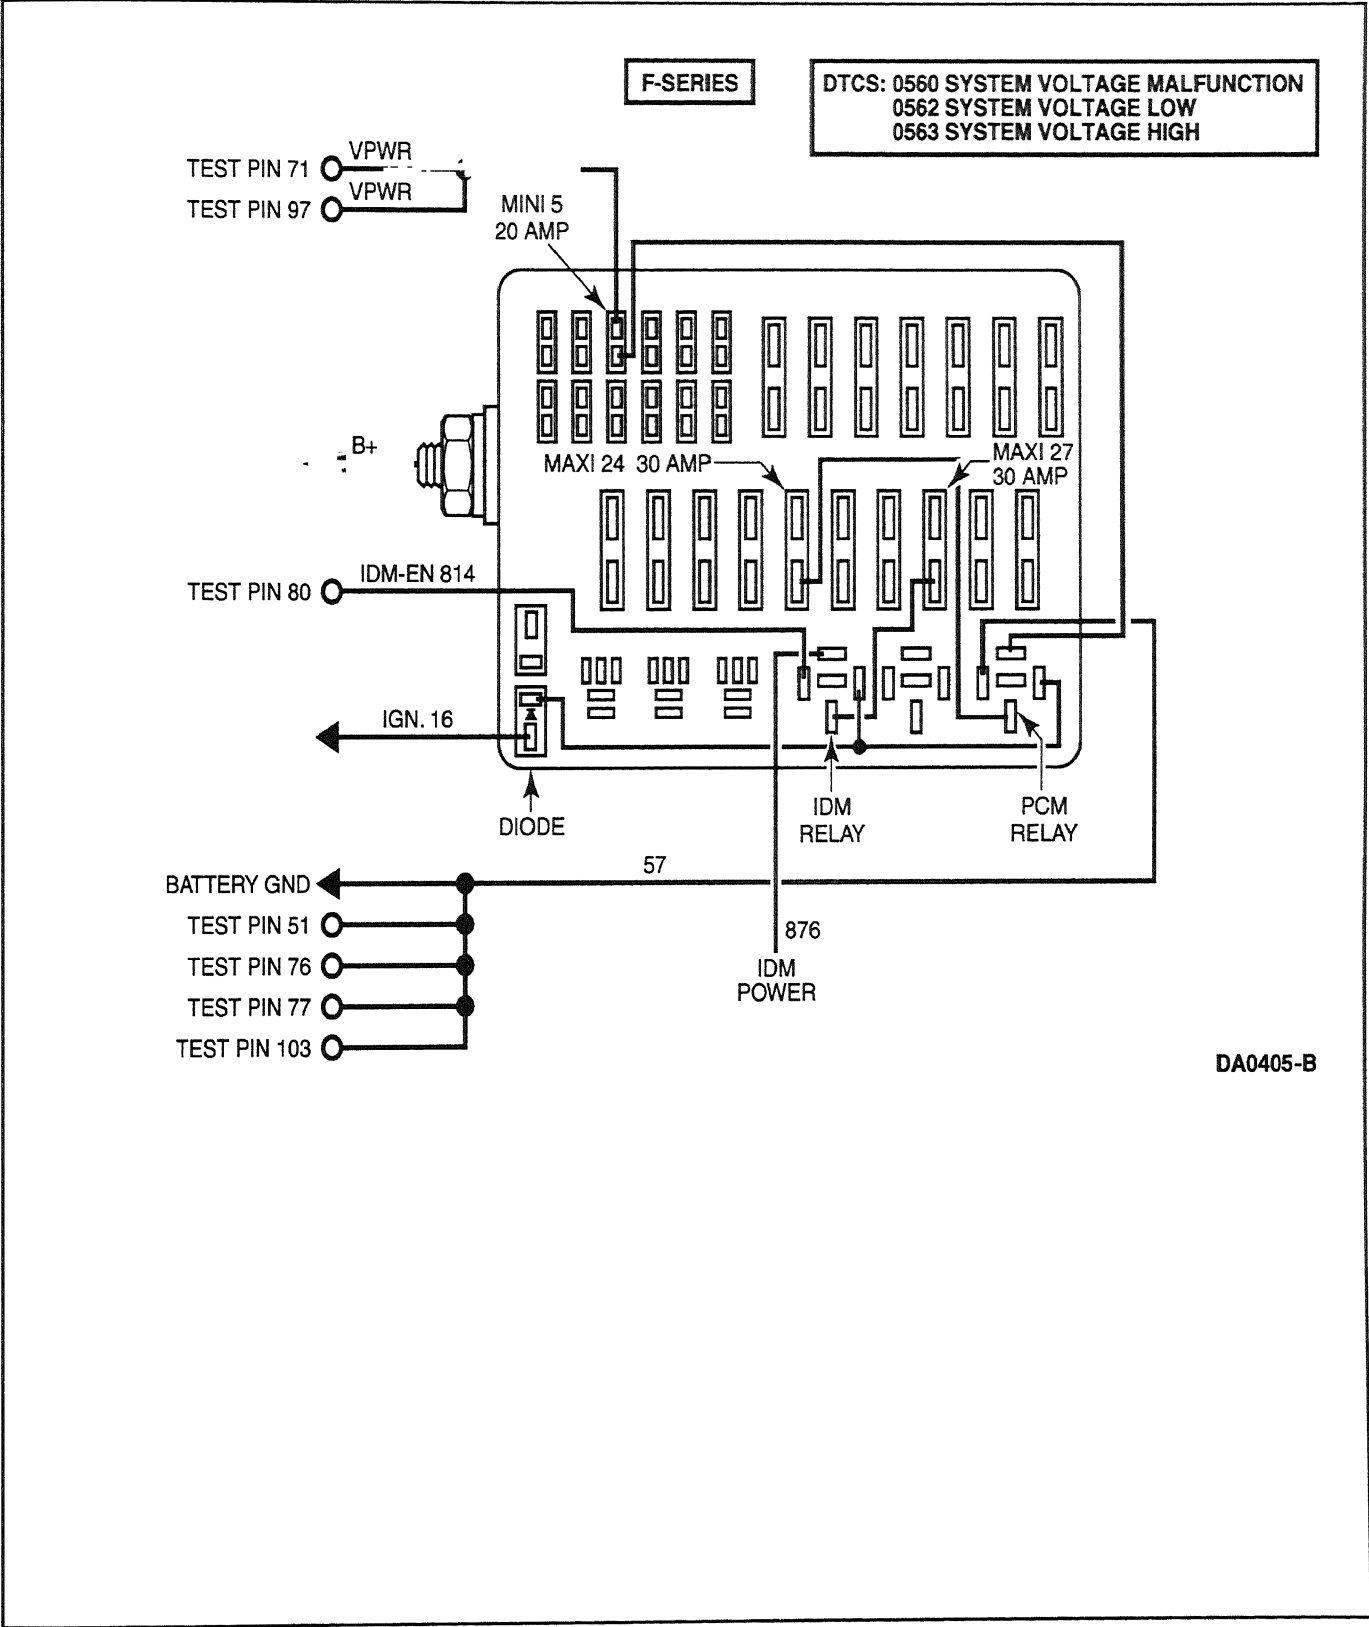 F-SERIES
DTCS: 0560 SYSTEM VOLTAGE MALFUNCTION
0562 SYSTEM VOLTAGE LOW
0563 SYSTEM VOLTAGE HIGH
TEST PIN 71
VPWR
TEST PIN 97
VPWR
MINI 5
20 AMP
B+
MAXI 24 30 AMP
MAXI 27
30 AMP
TEST PIN 80
IDM-EN 814
IGN. 16
DIODE
IDM
RELAY
PCM
RELAY
57
BATTERY GND
TEST PIN 51
876
TEST PIN 76
IDM
POWER
TEST PIN 77
TEST PIN 103
DA0405-B